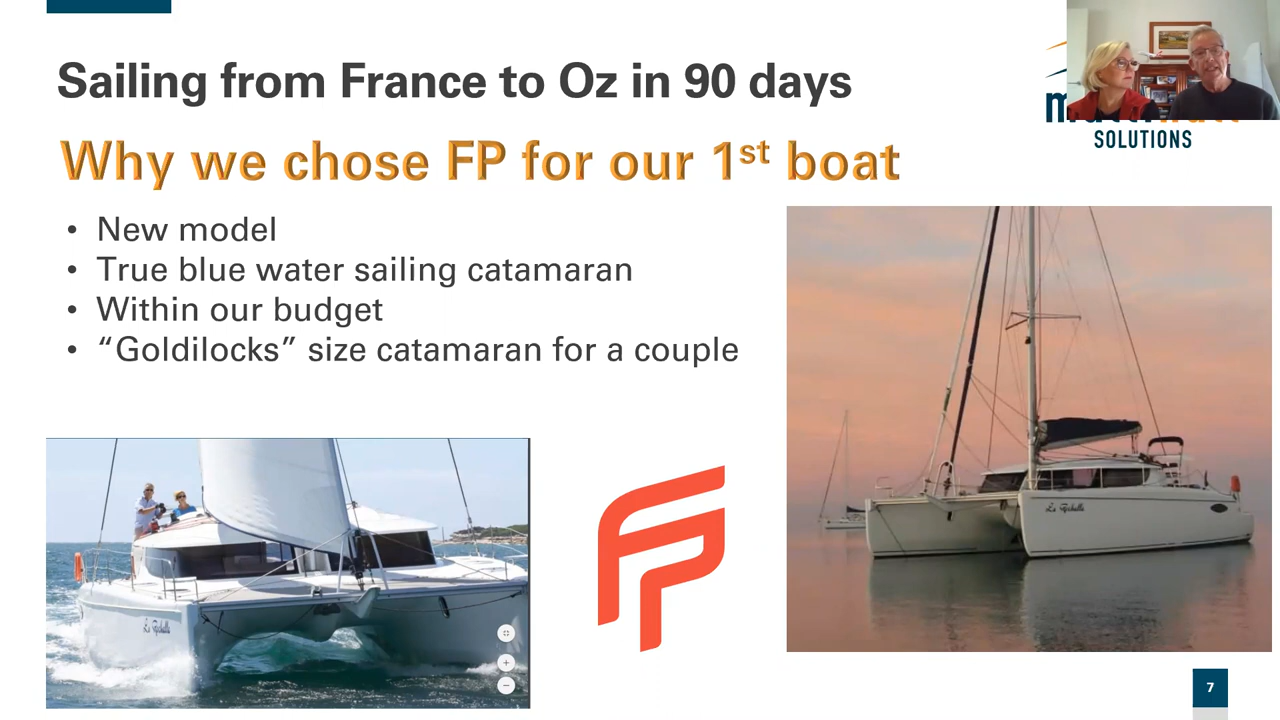 Sailing from France to Oz in 90 days
SOLUTIONS
Why we chose FP for our 1st boat
• New model
• True blue water sailing catamaran
• Within our budget
• “Goldilocks” size catamaran for a couple
FP
7